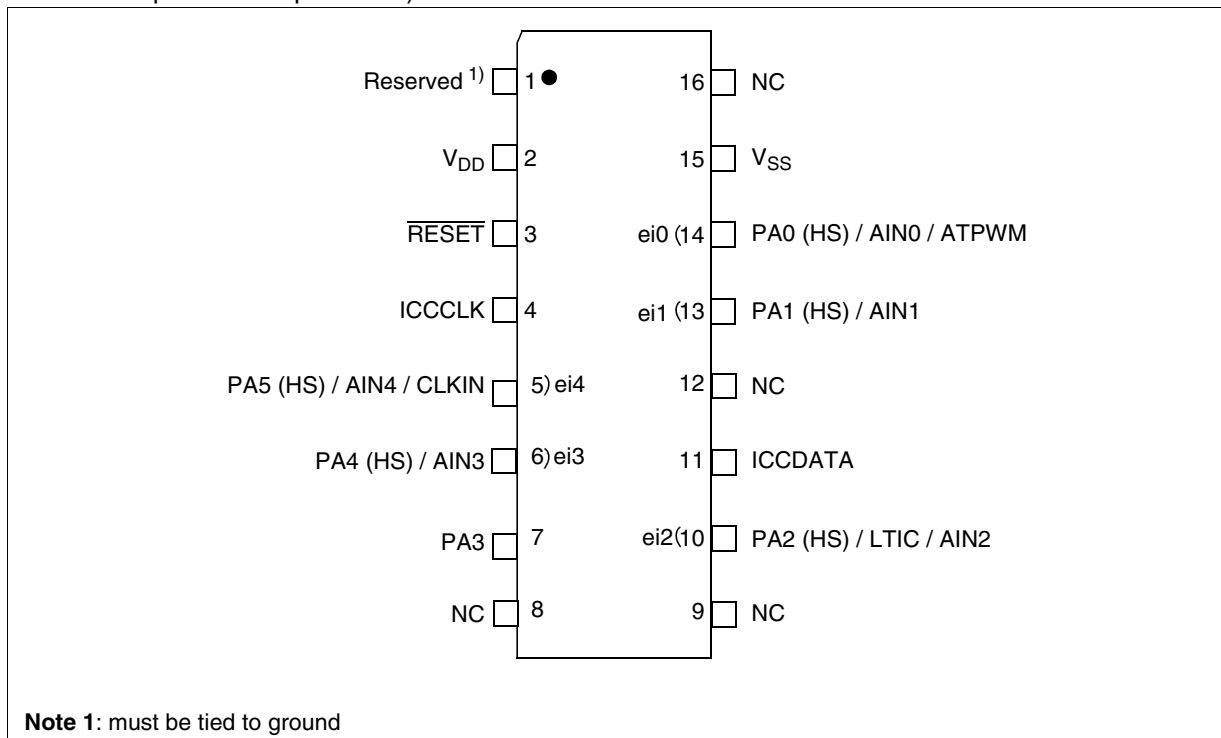 Reserved 1) 1 16 NC
VDD 2 15 VSS
RESET 3 ei0 (14 PA0 (HS) / AIN0 / ATPWM
ICCCLK 4 ei1 (13 PA1 (HS) / AIN1
PA5 (HS) / AIN4 / CLKIN 5) ei4 12 NC
PA4 (HS) / AIN3 6) ei3 11 ICCDATA
PA3 7 ei2(10 PA2 (HS) / LTIC / AIN2
NC 8 9 NC
Note 1: must be tied to ground